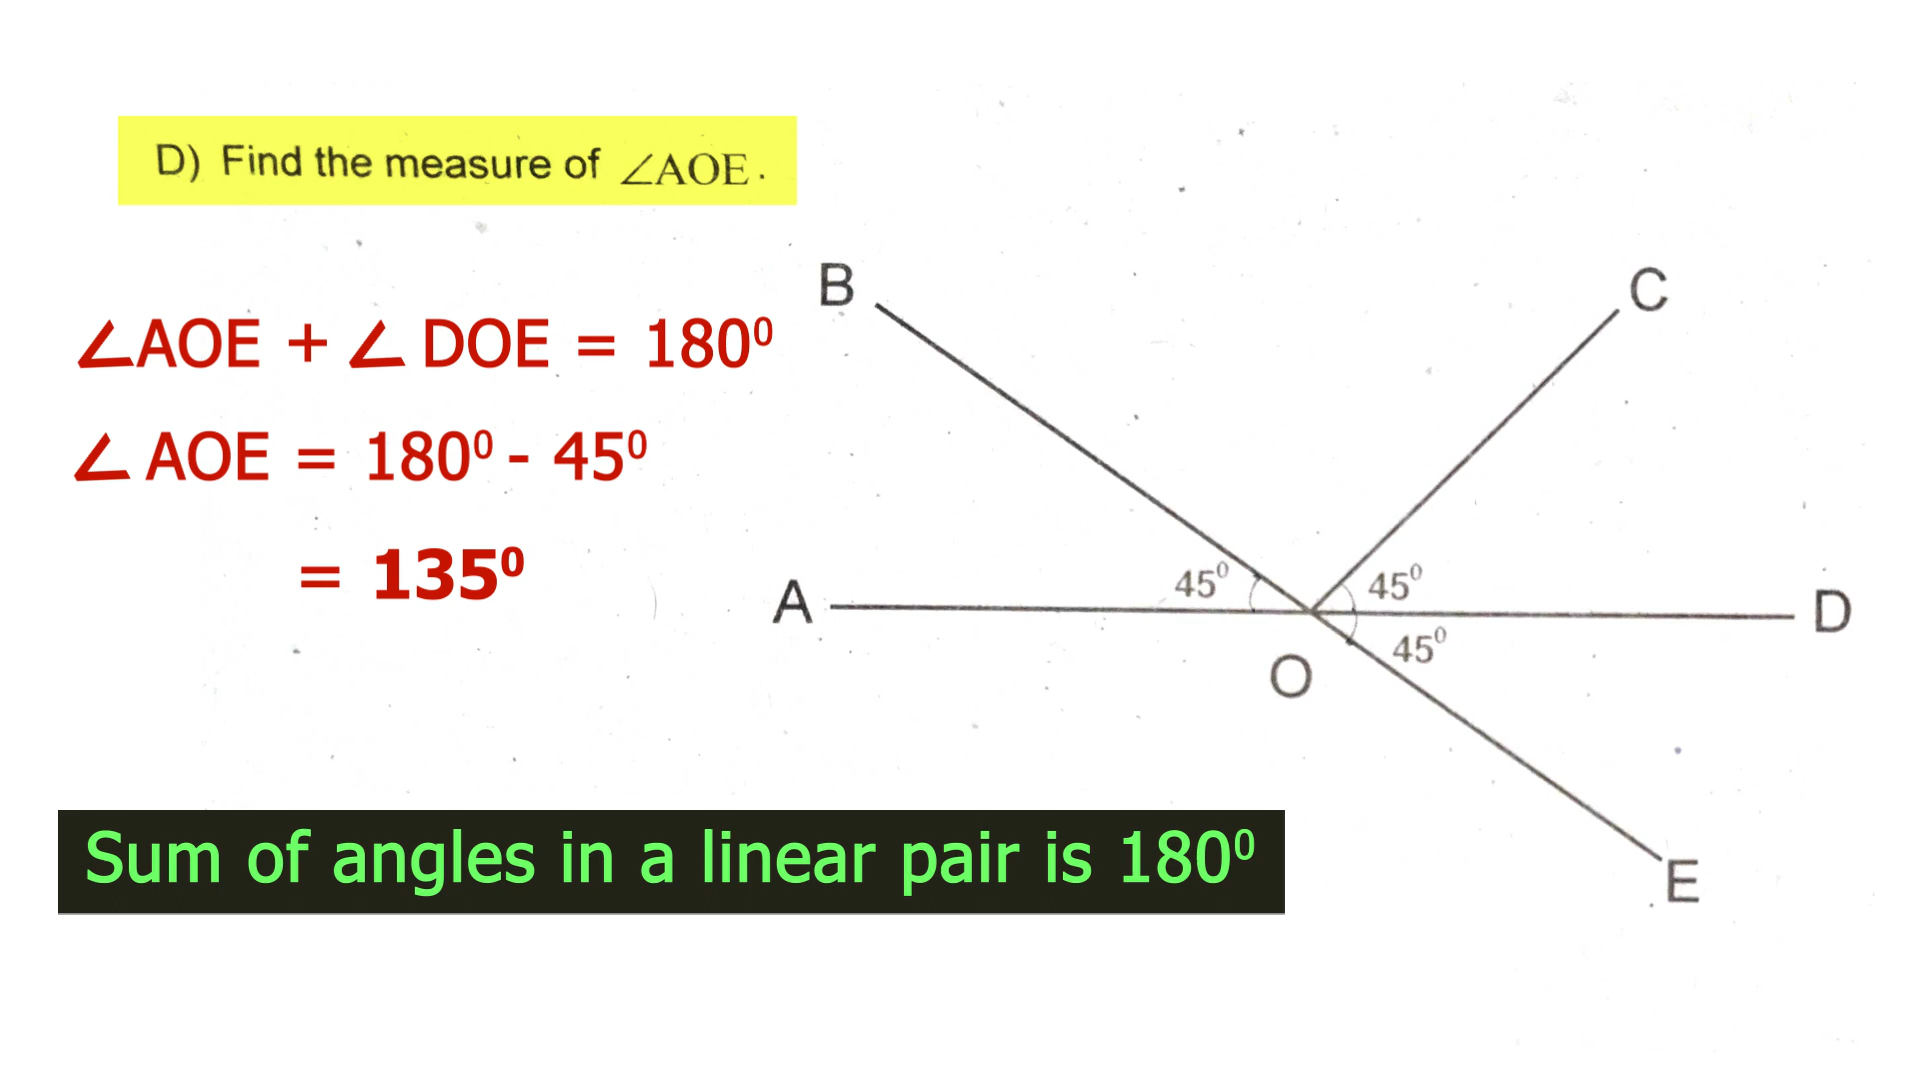 D) Find the measure of ∠AOE.
∠AOE + ∠ DOE = 180⁰
∠ AOE = 180⁰ - 45⁰
= 135⁰
B
C
45⁰
45⁰
A
D
45⁰
O
E
Sum of angles in a linear pair is 180⁰